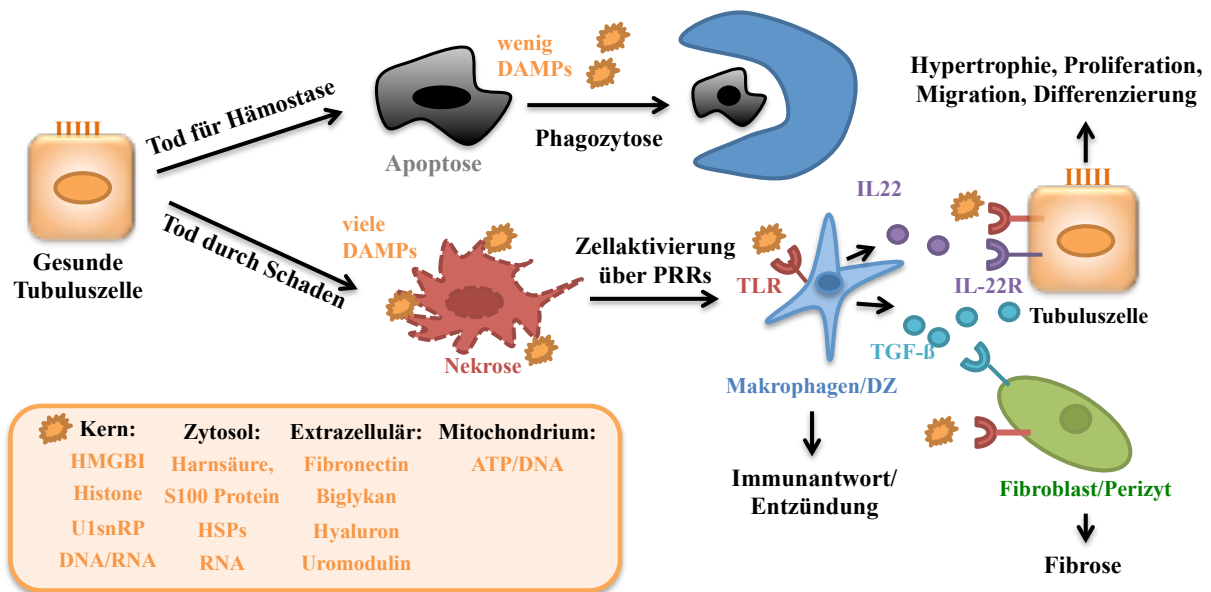 wenig
DAMPs
Tod für Hämostase
Apoptose
Phagozytose
Hypertrophie, Proliferation,
Migration, Differenzierung
Gesunde
Tubuluszelle
Tod durch Schaden
viele
DAMPs
Nekrose
Zellaktivierung
über PRRs
TLR
IL22
IL-22R
Tubuluszelle
TGF-ß
Makrophagen/DZ
Immunantwort/
Entzündung
Fibroblast/Perizyt
Fibrose
Kern: Zytosol: Extrazellulär: Mitochondrium:
HMGBI Harnsäure, Fibronectin ATP/DNA
Histone S100 Protein Biglykan
U1snRP HSPs Hyaluron
DNA/RNA RNA Uromodulin